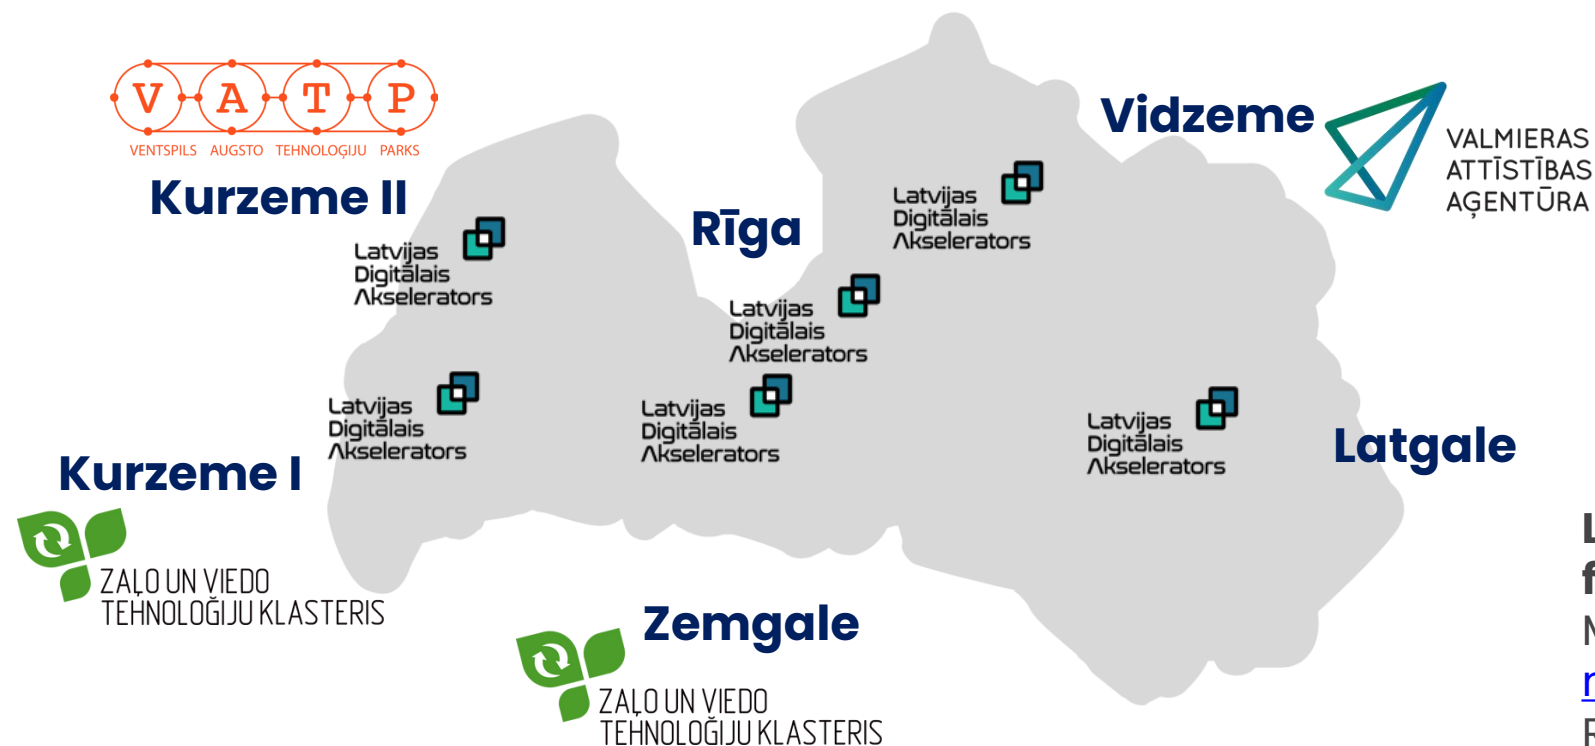 V A T P
VENTSPILS AUGSTO TEHNOLOĢIJU PARKS
Kurzeme II
Latvijas
Digitālais
Akselerators
Rīga
Latvijas
Digitālais
Akselerators
Vidzeme
VALMIERAS
ATTĪSTĪBAS
AĢENTŪRA
Latvijas
Digitālais
Akselerators
Kurzeme I
Latvijas
Digitālais
Akselerators
ZAĻO UN VIEDO
TEHNOLOĢIJU KLASTERIS
Latvijas
Digitālais
Akselerators
Zemgale
ZAĻO UN VIEDO
TEHNOLOĢIJU KLASTERIS
Latvijas
Digitālais
Akselerators
Latgale